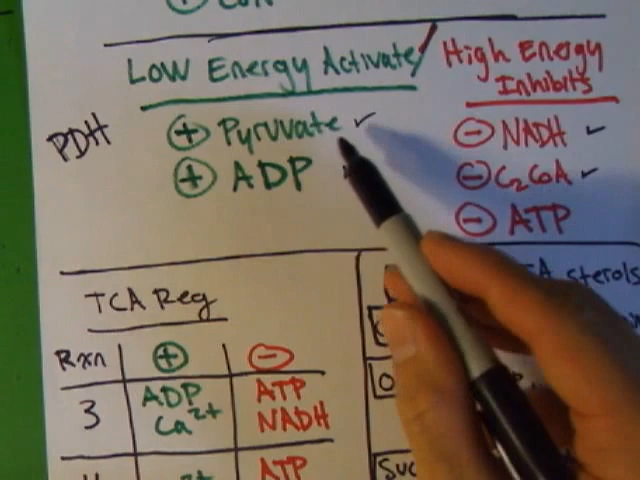 Low Energy Activate/
High Energy
Inhibits
PDH
+ Pyruvate ✓
+ ADP
- NADH ✓
- C2CoA ✓
- ATP
TCA Reg
Rxn + -
3
ADP
Ca2+
ATP
NADH
ATP
sterols
Suc